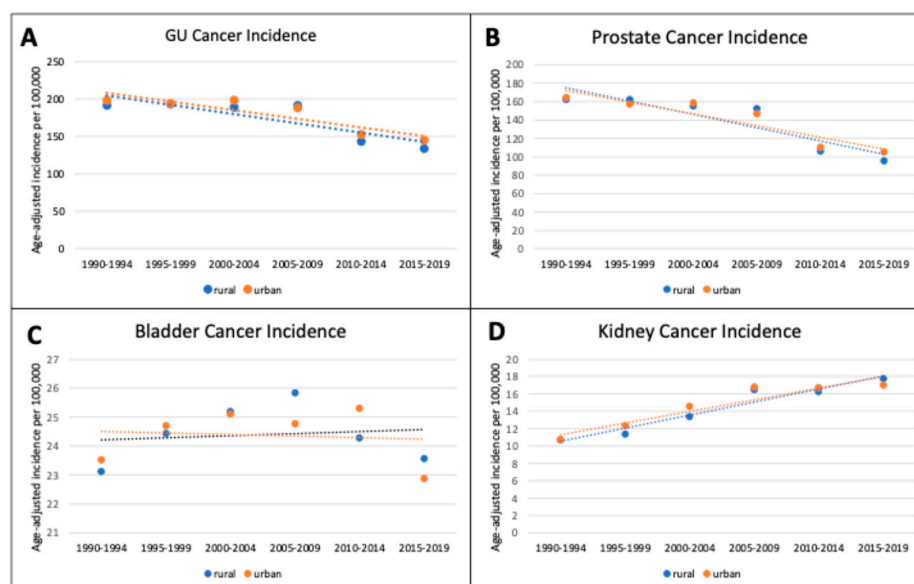 A
GU Cancer Incidence
Age-adjusted incidence per 100,000
250
200
150
100
50
0
1990-1994 1995-1999 2000-2004 2005-2009 2010-2014 2015-2019
rural urban
B
Prostate Cancer Incidence
Age-adjusted incidence per 100,000
200
180
160
140
120
100
80
60
40
20
0
1990-1994 1995-1999 2000-2004 2005-2009 2010-2014 2015-2019
rural urban
C
Bladder Cancer Incidence
Age-adjusted incidence per 100,000
27
26
25
24
23
22
21
1990-1994 1995-1999 2000-2004 2005-2009 2010-2014 2015-2019
rural urban
D
Kidney Cancer Incidence
Age-adjusted incidence per 100,000
20
18
16
14
12
10
8
6
4
2
0
1990-1994 1995-1999 2000-2004 2005-2009 2010-2014 2015-2019
rural urban